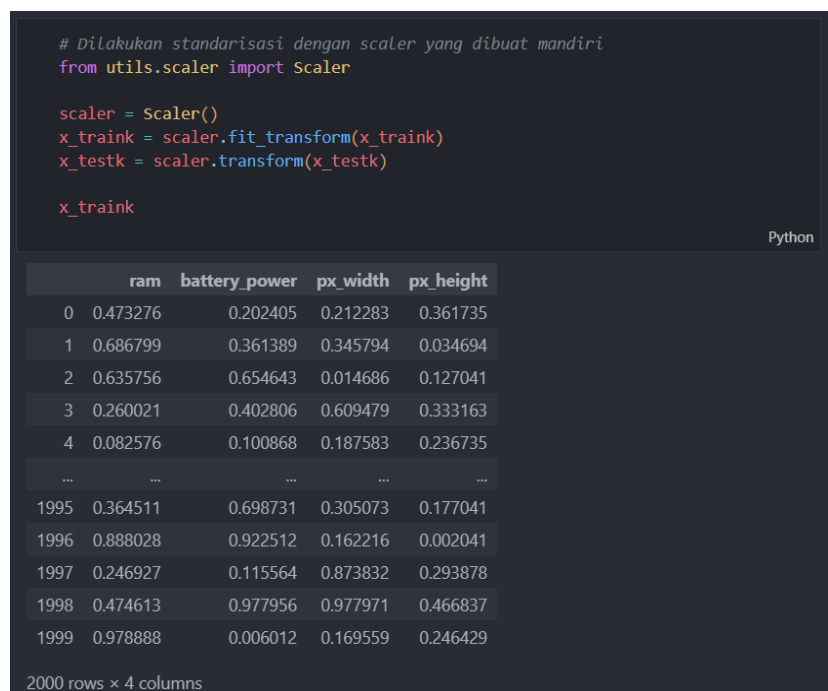 # Dilakukan standarisasi dengan scaler yang dibuat mandiri
from utils.scaler import Scaler
scaler = Scaler()
x_traink = scaler.fit_transform(x_traink)
x_testk = scaler.transform(x_testk)
x_traink
Python
ram battery_power px_width px_height
0 0.473276 0.202405 0.212283 0.361735
1 0.686799 0.361389 0.345794 0.034694
2 0.635756 0.654643 0.014686 0.127041
3 0.260021 0.402806 0.609479 0.333163
4 0.082576 0.100868 0.187583 0.236735
... ... ... ... ...
1995 0.364511 0.698731 0.305073 0.177041
1996 0.888028 0.922512 0.162216 0.002041
1997 0.246927 0.115564 0.873832 0.293878
1998 0.474613 0.977956 0.977971 0.466837
1999 0.978888 0.006012 0.169559 0.246429
2000 rows × 4 columns